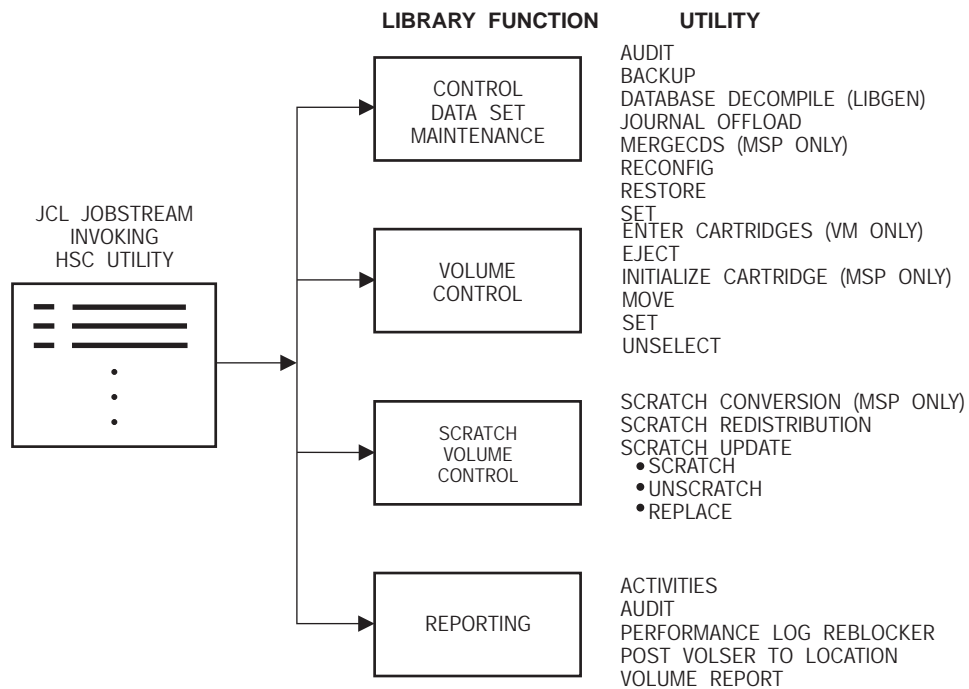 LIBRARY FUNCTION
UTILITY
JCL JOBSTREAM
INVOKING
HSC UTILITY
CONTROL
DATA SET
MAINTENANCE
AUDIT
BACKUP
DATABASE DECOMPILE (LIBGEN)
JOURNAL OFFLOAD
MERGECDS (MSP ONLY)
RECONFIG
RESTORE
SET
VOLUME
CONTROL
ENTER CARTRIDGES (VM ONLY)
EJECT
INITIALIZE CARTRIDGE (MSP ONLY)
MOVE
SET
UNSELECT
SCRATCH
VOLUME
CONTROL
SCRATCH CONVERSION (MSP ONLY)
SCRATCH REDISTRIBUTION
SCRATCH UPDATE
• SCRATCH
• UNSCRATCH
• REPLACE
REPORTING
ACTIVITIES
AUDIT
PERFORMANCE LOG REBLOCKER
POST VOLSER TO LOCATION
VOLUME REPORT